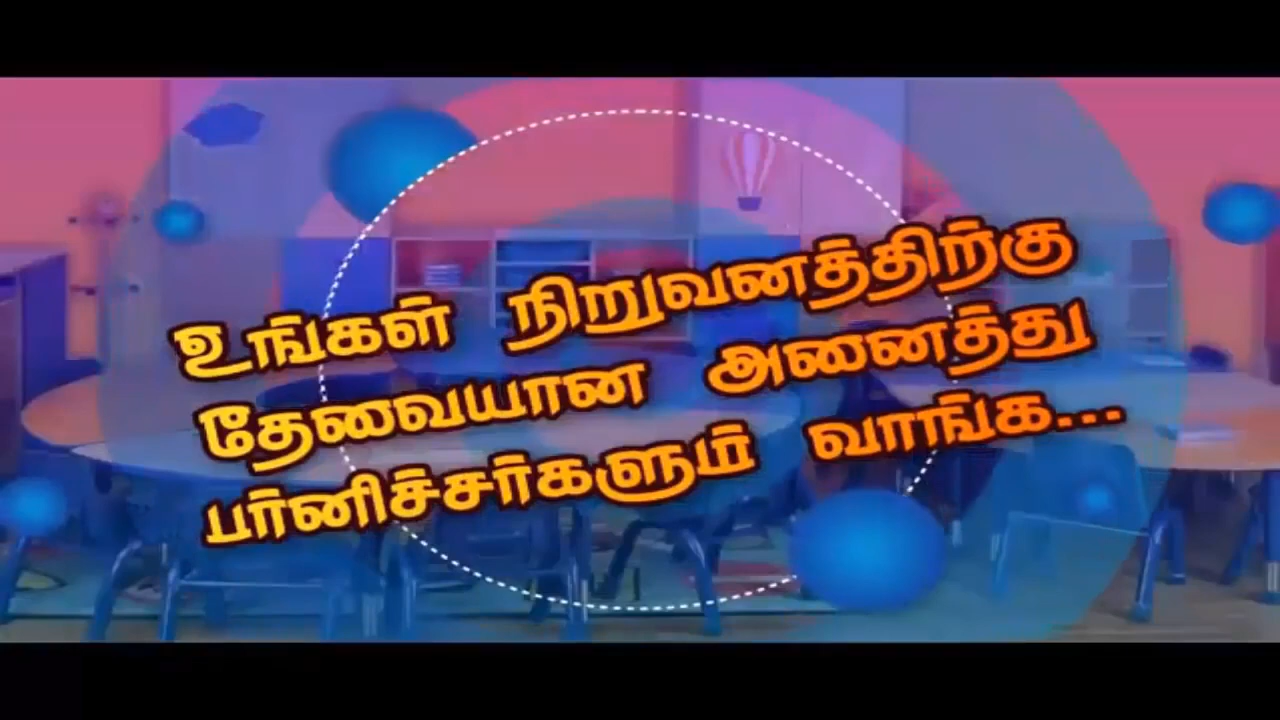 உங்கள் நிறுவனத்திற்கு
தேவையான அனைத்து
பர்னிச்சர்களும் வாங்க...